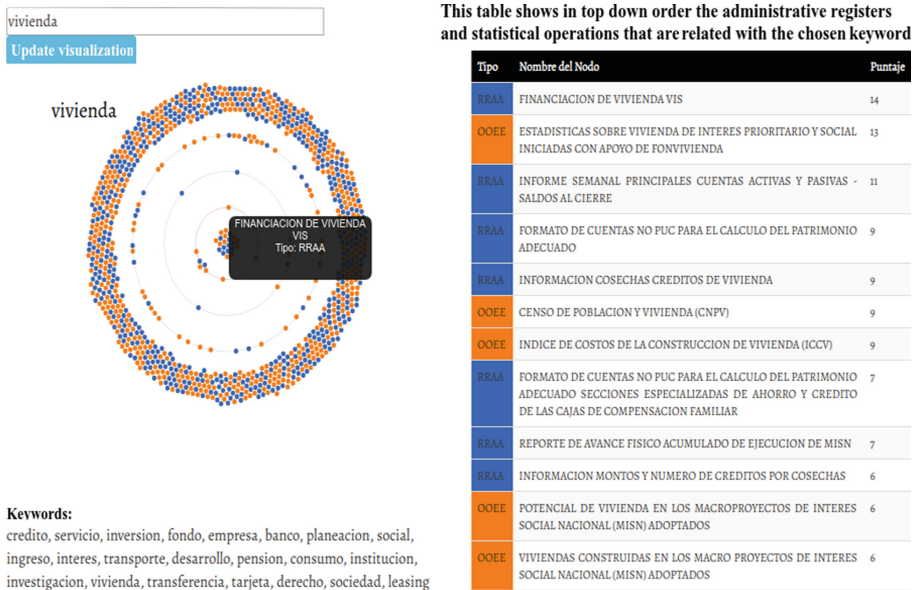 vivienda
Update visualization
vivienda
FINANCIACION DE VIVIENDA
VIS
Tipo: RRAA
Keywords:
credito, servicio, inversion, fondo, empresa, banco, planeacion, social,
ingreso, interes, transporte, desarrollo, pension, consumo, institucion,
investigacion, vivienda, transferencia, tarjeta, derecho, sociedad, leasing
This table shows in top down order the administrative registers
and statistical operations that are related with the chosen keyword
Tipo Nombre del Nodo Puntaje
RRAA FINANCIACION DE VIVIENDA VIS 14
OOEE ESTADISTICAS SOBRE VIVIENDA DE INTERES PRIORITARIO Y SOCIAL 13
INICIADAS CON APOYO DE FONVIVIENDA
RRAA INFORME SEMANAL PRINCIPALES CUENTAS ACTIVAS Y PASIVAS - 11
SALDOS AL CIERRE
RRAA FORMATO DE CUENTAS NO PUC PARA EL CALCULO DEL PATRIMONIO 9
ADECUADO
RRAA INFORMACION COSECHAS CREDITOS DE VIVIENDA 9
OOEE CENSO DE POBLACION Y VIVIENDA (CNPV) 9
OOEE INDICE DE COSTOS DE LA CONSTRUCCION DE VIVIENDA (ICCV) 9
RRAA FORMATO DE CUENTAS NO PUC PARA EL CALCULO DEL PATRIMONIO 7
ADECUADO SECCIONES ESPECIALIZADAS DE AHORRO Y CREDITO
DE LAS CAJAS DE COMPENSACION FAMILIAR
RRAA REPORTE DE AVANCE FISICO ACUMULADO DE EJECUCION DE MISN 7
RRAA INFORMACION MONTOS Y NUMERO DE CREDITOS POR COSECHAS 6
OOEE POTENCIAL DE VIVIENDA EN LOS MACROPROYECTOS DE INTERES 6
SOCIAL NACIONAL (MISN) ADOPTADOS
OOEE VIVIENDAS CONSTRUIDAS EN LOS MACRO PROYECTOS DE INTERES 6
SOCIAL NACIONAL (MISN) ADOPTADOS